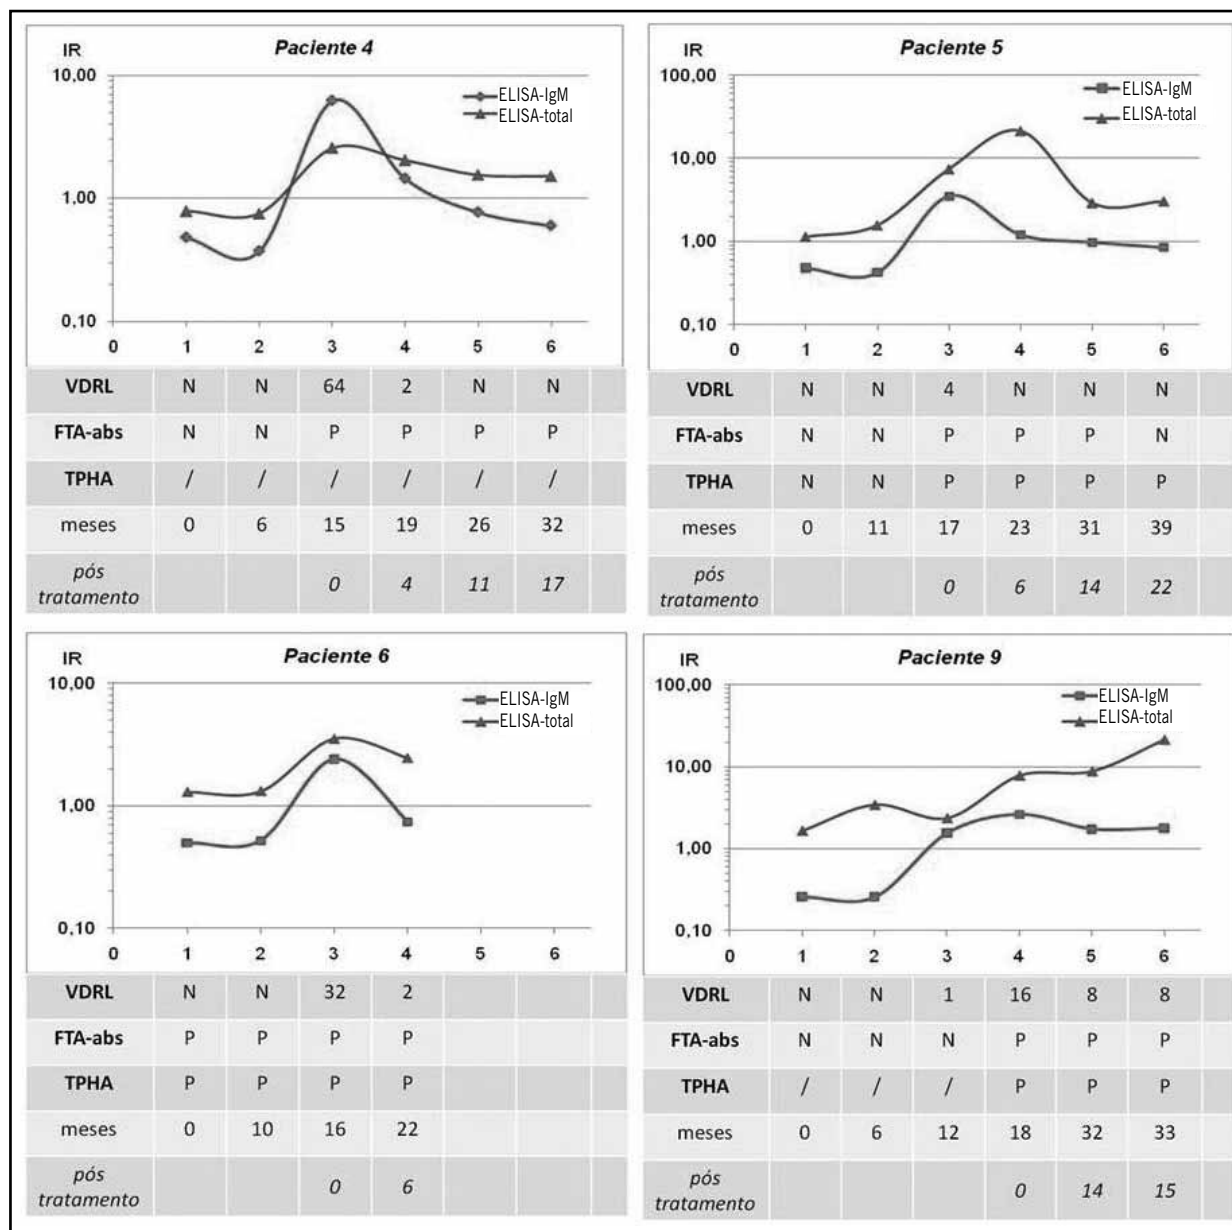 IR Paciente 4
10,00
ELISA-IgM
ELISA-total
1,00
0,10
0 1 2 3 4 5 6
VDRL N N 64 2 N N
FTA-abs N N P P P P
TPHA / / / / / /
meses 0 6 15 19 26 32
pós
tratamento 0 4 11 17
IR Paciente 5
100,00
ELISA-IgM
ELISA-total
10,00
1,00
0,10
0 1 2 3 4 5 6
VDRL N N 4 N N N
FTA-abs N N P P P N
TPHA N N P P P P
meses 0 11 17 23 31 39
pós
tratamento 0 6 14 22
IR Paciente 6
10,00
ELISA-IgM
ELISA-total
1,00
0,10
0 1 2 3 4 5 6
VDRL N N 32 2
FTA-abs P P P P
TPHA P P P P
meses 0 10 16 22
pós
tratamento 0 6
IR Paciente 9
100,00
ELISA-IgM
ELISA-total
10,00
1,00
0,10
0 1 2 3 4 5 6
VDRL N N 1 16 8 8
FTA-abs N N N P P P
TPHA / / / P P P
meses 0 6 12 18 32 33
pós
tratamento 0 14 15